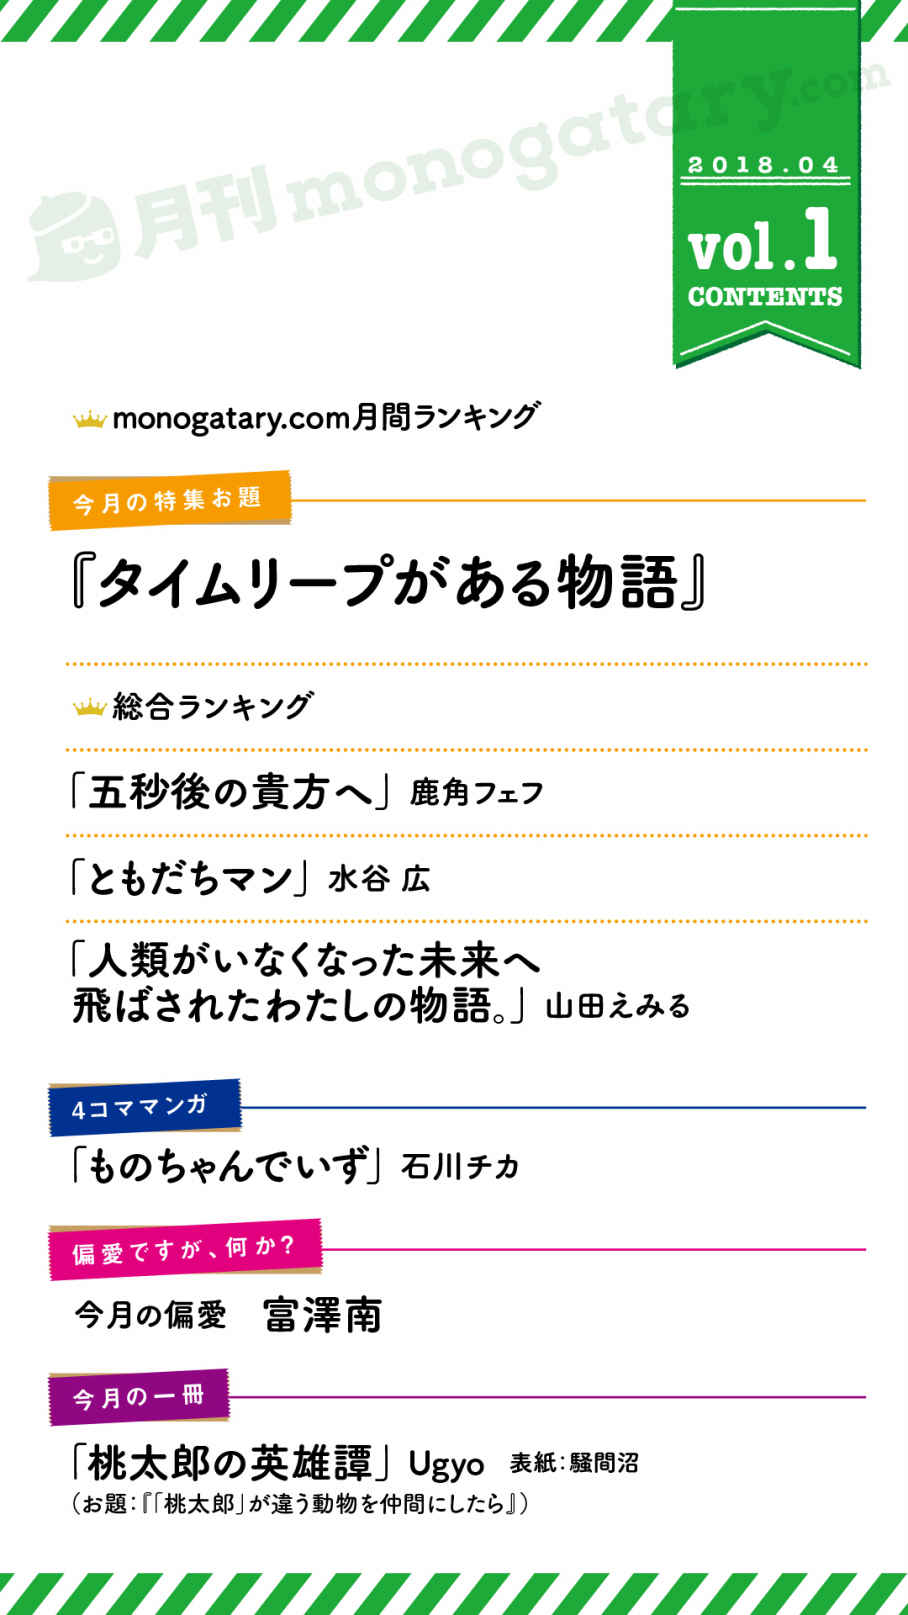 月刊monogatary.com
2018.04
vol.1
CONTENTS
monogatary.com月間ランキング
今月の特集お題
『タイムリープがある物語』
総合ランキング
「五秒後の貴方へ」 鹿角フェフ
「ともだちマン」 水谷 広
「人類がいなくなった未来へ
飛ばされたわたしの物語。」 山田えみる
4コママンガ
「ものちゃんでいず」 石川チカ
偏愛ですが、何か？
今月の偏愛　富澤南
今月の一冊
「桃太郎の英雄譚」 Ugyo 表紙：騒間沼
（お題：『「桃太郎」が違う動物を仲間にしたら』）